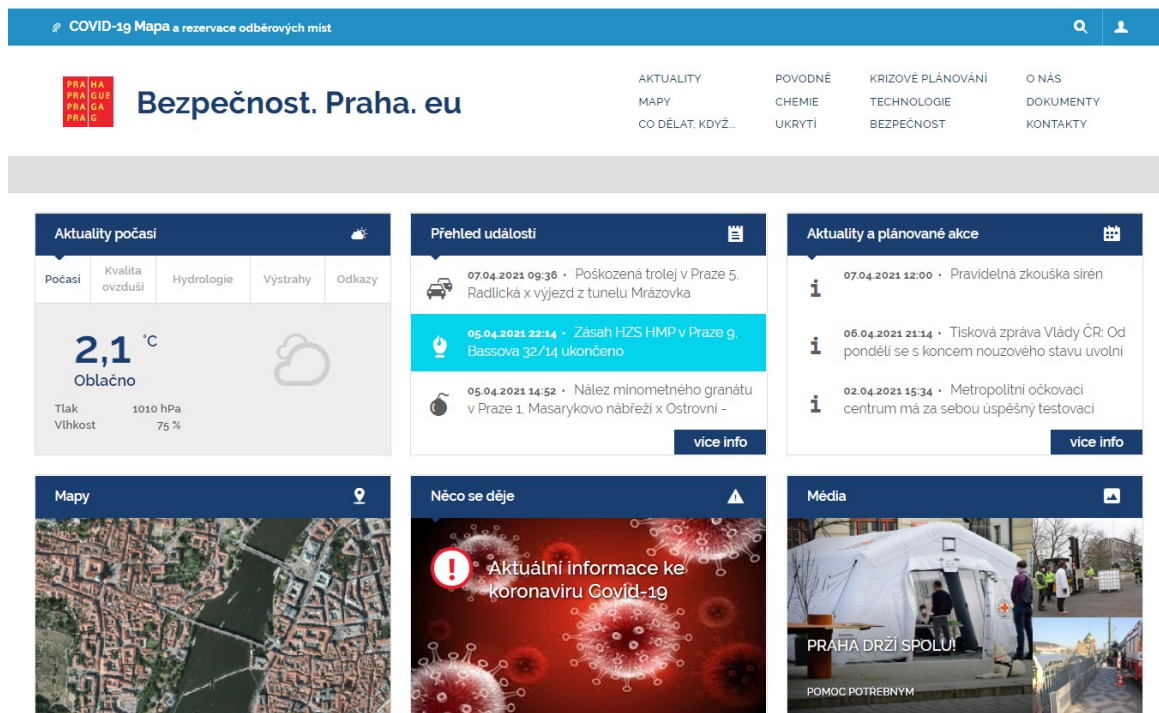 COVID-19 Mapa a rezervace odběrových míst
PRA HA
PRA GUE
PRA GA
PRA G
Bezpečnost. Praha. eu
AKTUALITY
MAPY
CO DĚLAT, KDYŽ...
POVODNĚ
CHEMIE
UKRYTÍ
KRIZOVÉ PLÁNOVÁNÍ
TECHNOLOGIE
BEZPEČNOST
O NÁS
DOKUMENTY
KONTAKTY
Aktuality počasí
Počasí
Kvalita
ovzduší
Hydrologie
Výstrahy
Odkazy
2,1 °C
Oblačno
Tlak 1010 hPa
Vlhkost 75 %
Přehled událostí
07.04.2021 09:36 • Poškozená trolej v Praze 5,
Radlická x výjezd z tunelu Mrázovka
05.04.2021 22:14 • Zásah HZS HMP v Praze 9,
Bassova 32/14 ukončeno
05.04.2021 14:52 • Nález minometného granátu
v Praze 1, Masarykovo nábřeží x Ostrovní -
více info
Aktuality a plánované akce
07.04.2021 12:00 • Pravidelná zkouška sirén
06.04.2021 21:14 • Tisková zpráva Vlády ČR: Od
pondělí se s koncem nouzového stavu uvolní
02.04.2021 15:34 • Metropolitní očkovací
centrum má za sebou úspěšný testovací
více info
Mapy
Něco se děje
Aktuální informace ke
koronaviru Covid-19
Média
PRAHA DRŽÍ SPOLU!
POMOC POTŘEBNÝM